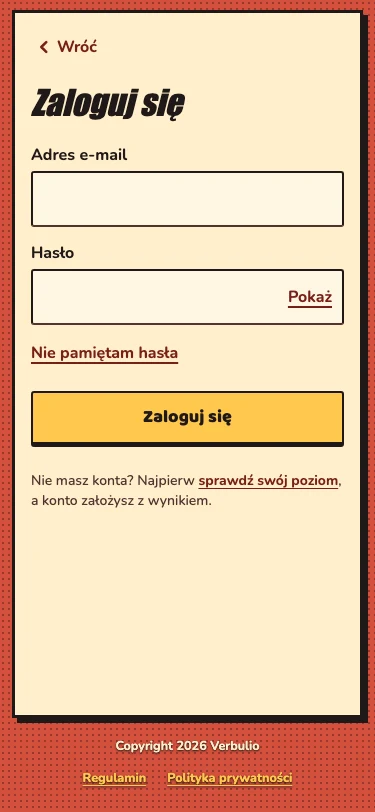 Wróć
Zaloguj się
Adres e-mail
Hasło
Pokaż
Nie pamiętam hasła
Zaloguj się
Nie masz konta? Najpierw sprawdź swój poziom,
a konto założysz z wynikiem.
Copyright 2026 Verbulio
Regulamin Polityka prywatności